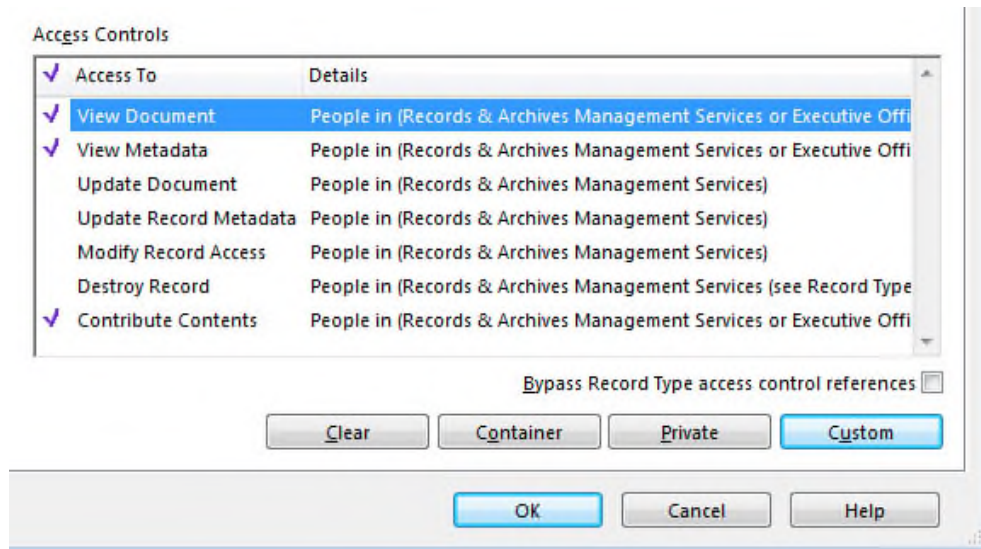 Access Controls
Access To Details
View Document People in (Records & Archives Management Services or Executive Offi
View Metadata People in (Records & Archives Management Services or Executive Offi
Update Document People in (Records & Archives Management Services)
Update Record Metadata People in (Records & Archives Management Services)
Modify Record Access People in (Records & Archives Management Services)
Destroy Record People in (Records & Archives Management Services (see Record Type
Contribute Contents People in (Records & Archives Management Services or Executive Offi
Bypass Record Type access control references
Clear Container Private Custom
OK Cancel Help